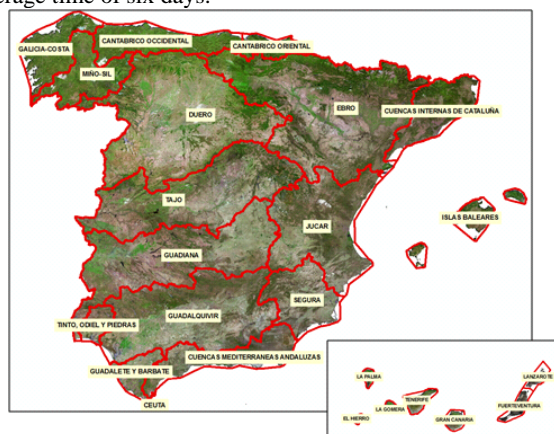 erage time of six days.
GALICIA-COSTA
CANTABRICO OCCIDENTAL
CANTABRICO ORIENTAL
MIÑO-SIL
DUERO
EBRO
CUENCAS INTERNAS DE CATALUÑA
TAJO
JUCAR
ISLAS BALEARES
GUADIANA
SEGURA
TINTO, ODIEL Y PIEDRAS
GUADALQUIVIR
CUENCAS MEDITERRANEAS ANDALUZAS
GUADALETE Y BARBATE
CEUTA
LA PALMA
LANZAROTE
TENERIFE
LA GOMERA
FUERTEVENTURA
EL HIERRO
GRAN CANARIA